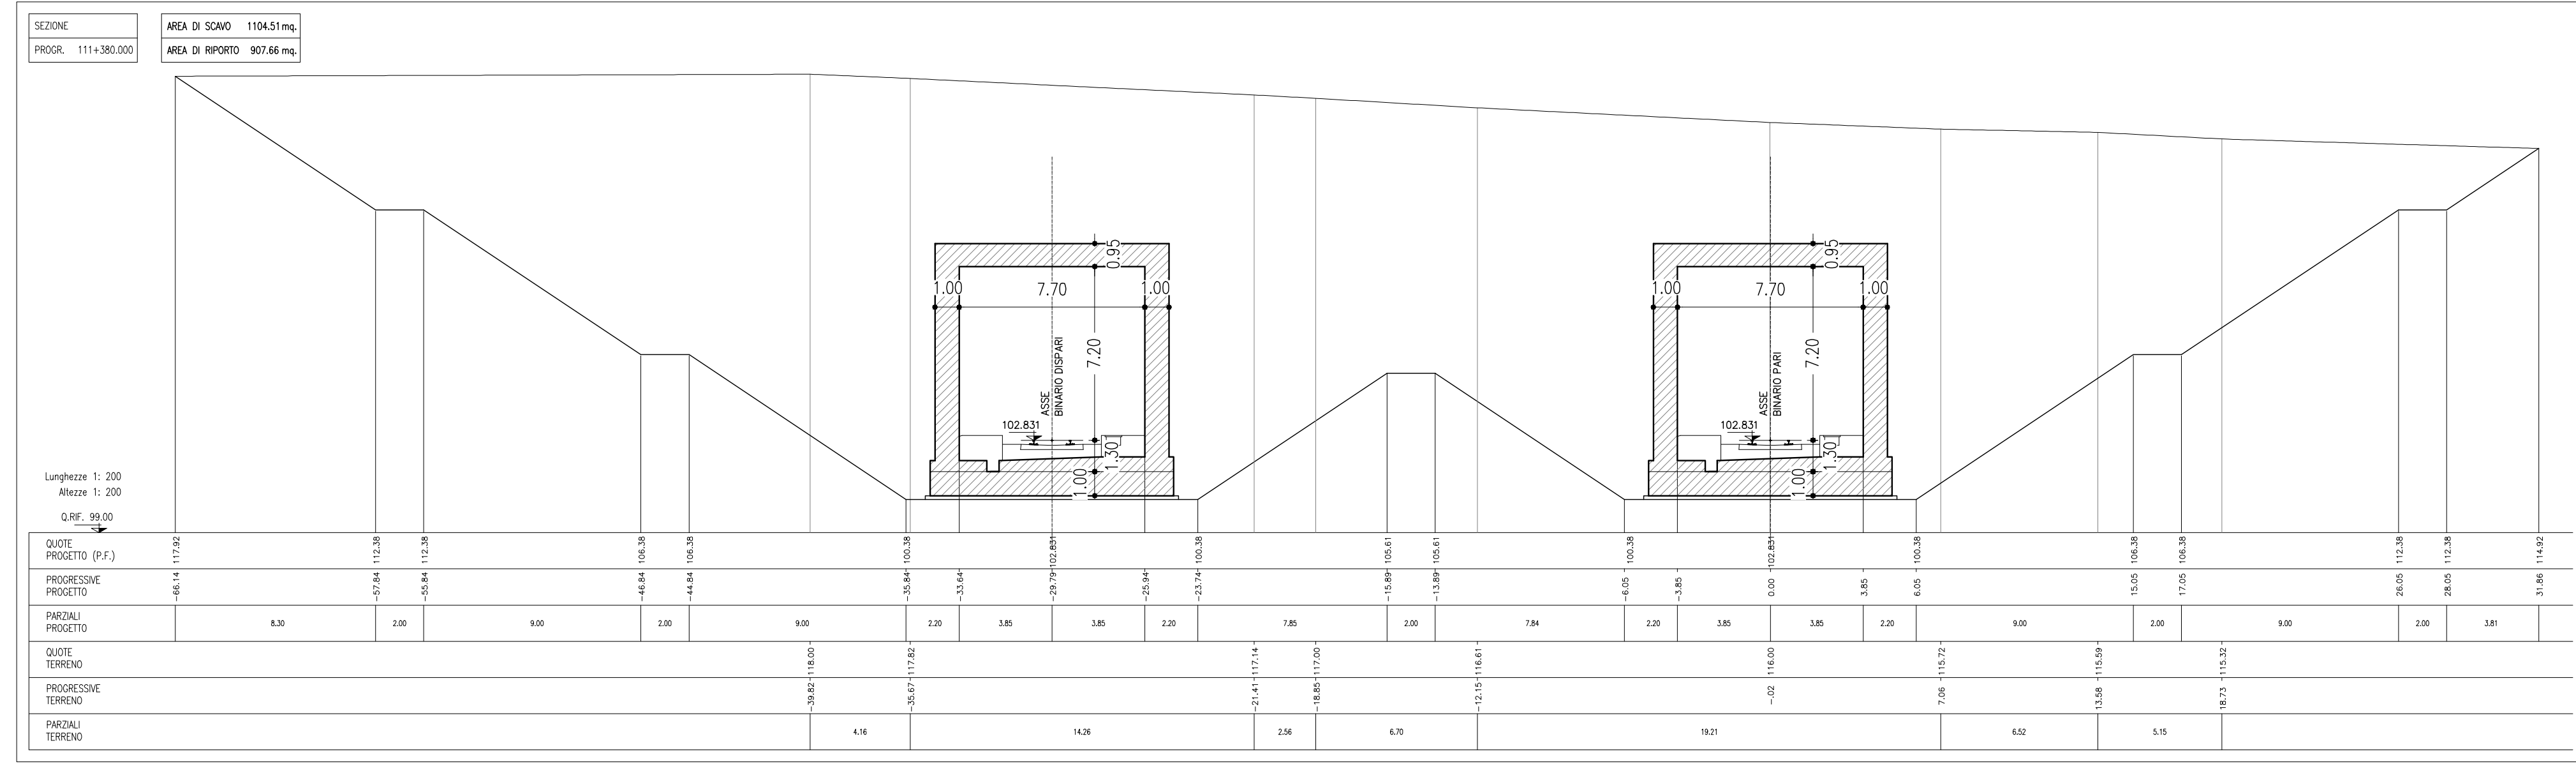 SEZIONE
PROGR. 111+380.000
AREA DI SCAVO 1104.51 mq.
AREA DI RIPORTO 907.66 mq.
0.95
1.00 7.70 1.00
7.20
ASSE
BINARIO DISPARI
102.831
1.30
1.00
0.95
1.00 7.70 1.00
7.20
ASSE
BINARIO PARI
102.831
1.30
1.00
Lunghezze 1: 200
Altezze 1: 200
Q.RIF. 99.00
QUOTE
PROGETTO (P.F.)
117.92 112.38 112.38 106.38 106.38 100.38 102.831 100.38 105.61 105.61 100.38 102.831 100.38 106.38 106.38 112.38 112.38 114.92
PROGRESSIVE
PROGETTO
-66.14 -57.84 -55.84 -46.84 -44.84 -35.84 -33.64 -29.79 -25.94 -23.74 -15.89 -13.89 -6.05 -3.85 0.00 3.85 6.05 15.05 17.05 26.05 28.05 31.86
PARZIALI
PROGETTO
8.30 2.00 9.00 2.00 9.00 2.20 3.85 3.85 2.20 7.85 2.00 7.84 2.20 3.85 3.85 2.20 9.00 2.00 9.00 2.00 3.81
QUOTE
TERRENO
118.00 117.82 117.14 117.00 116.61 116.00 115.72 115.59 115.32
PROGRESSIVE
TERRENO
-39.82 -35.67 -21.41 -18.85 -12.15 -.02 7.06 13.58 18.73
PARZIALI
TERRENO
4.16 14.26 2.56 6.70 19.21 6.52 5.15